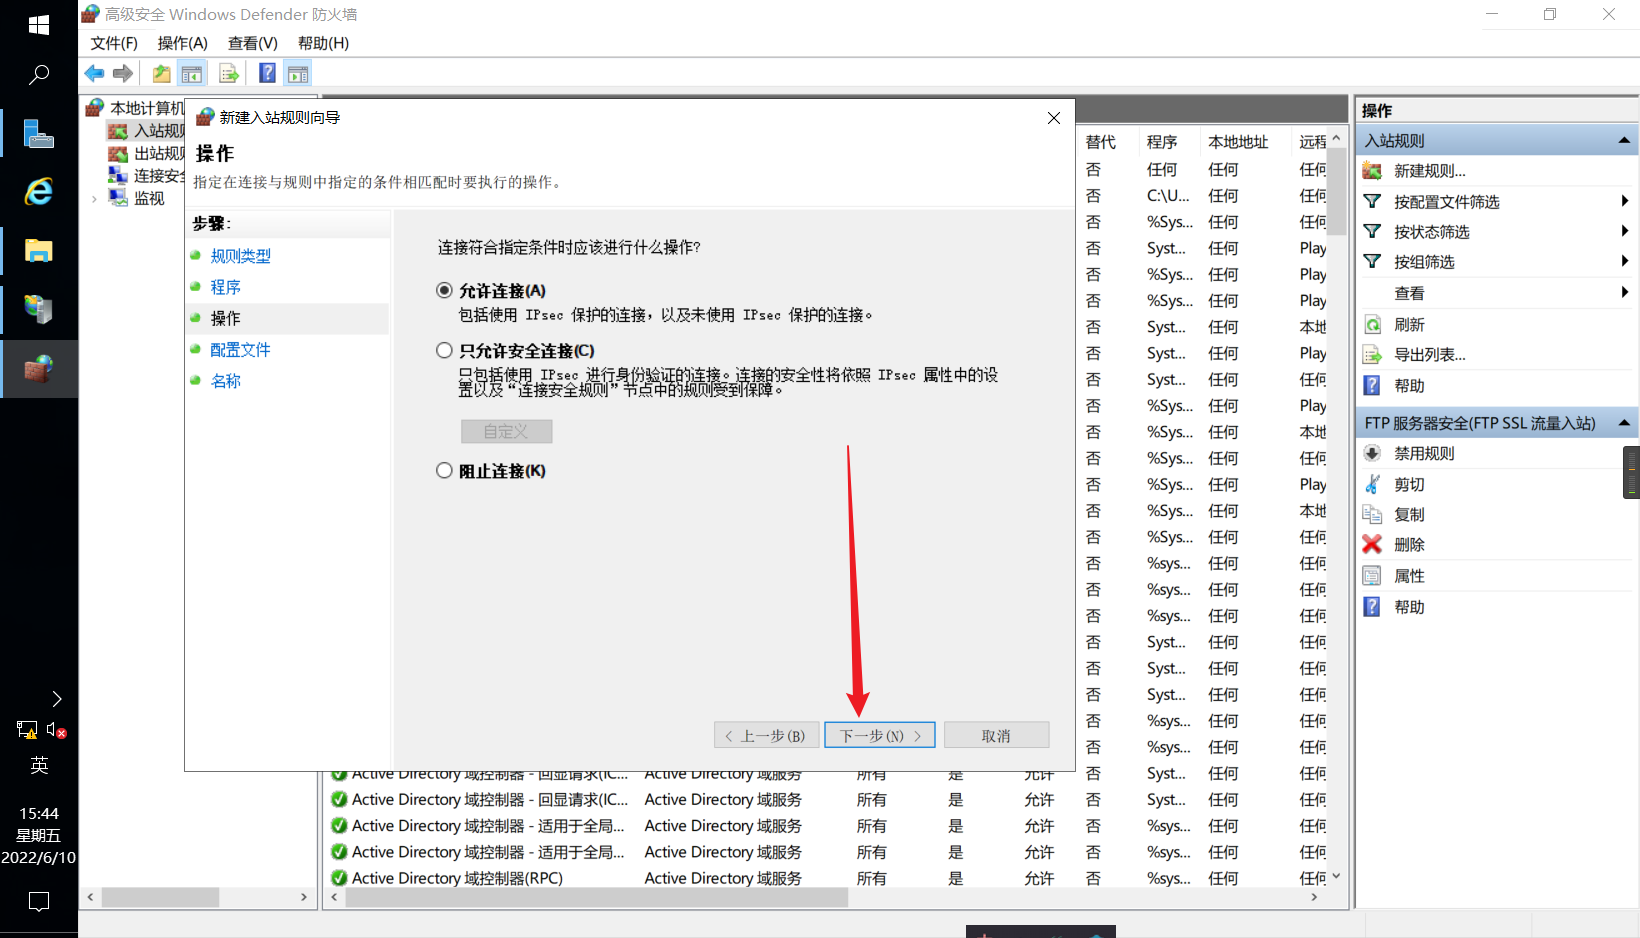 高级安全 Windows Defender 防火墙
文件(F) 操作(A) 查看(V) 帮助(H)
本地计算机
入站规则
出站规则
连接安全
监视
新建入站规则向导
操作
指定在连接与规则中指定的条件相匹配时要执行的操作。
步骤:
规则类型
程序
操作
配置文件
名称
连接符合指定条件时应该进行什么操作?
允许连接(A)
包括使用 IPsec 保护的连接，以及未使用 IPsec 保护的连接。
只允许安全连接(C)
只包括使用 IPsec 进行身份验证的连接。连接的安全性将依照 IPsec 属性中的设
置以及“连接安全规则”节点中的规则受到保障。
自定义
阻止连接(K)
< 上一步(B) 下一步(N) > 取消
替代 程序 本地地址 远程
否 任何 任何 任何
否 C:\U... 任何 任何
否 %Sys... 任何 任何
否 Syst... 任何 Play
否 %Sys... 任何 Play
否 %Sys... 任何 Play
否 Syst... 任何 本地
否 Syst... 任何 Play
否 Syst... 任何 任何
否 %Sys... 任何 Play
否 %Sys... 任何 本地
否 %Sys... 任何 任何
否 %Sys... 任何 Play
否 %Sys... 任何 本地
否 %Sys... 任何 任何
否 %sys... 任何 任何
否 %sys... 任何 任何
否 %sys... 任何 任何
否 Syst... 任何 任何
否 Syst... 任何 任何
否 Syst... 任何 任何
否 %sys... 任何 任何
否 %sys... 任何 任何
Active Directory 域控制器 - 回显请求(IC... Active Directory 域服务 所有 是 允许 否 Syst... 任何 任何
Active Directory 域控制器 - 回显请求(IC... Active Directory 域服务 所有 是 允许 否 Syst... 任何 任何
Active Directory 域控制器 - 适用于全局... Active Directory 域服务 所有 是 允许 否 %sys... 任何 任何
Active Directory 域控制器 - 适用于全局... Active Directory 域服务 所有 是 允许 否 %sys... 任何 任何
Active Directory 域控制器(RPC) Active Directory 域服务 所有 是 允许 否 %sys... 任何 任何
操作
入站规则
新建规则...
按配置文件筛选
按状态筛选
按组筛选
查看
刷新
导出列表...
帮助
FTP 服务器安全(FTP SSL 流量入站)
禁用规则
剪切
复制
删除
属性
帮助
英
15:44
星期五
2022/6/10